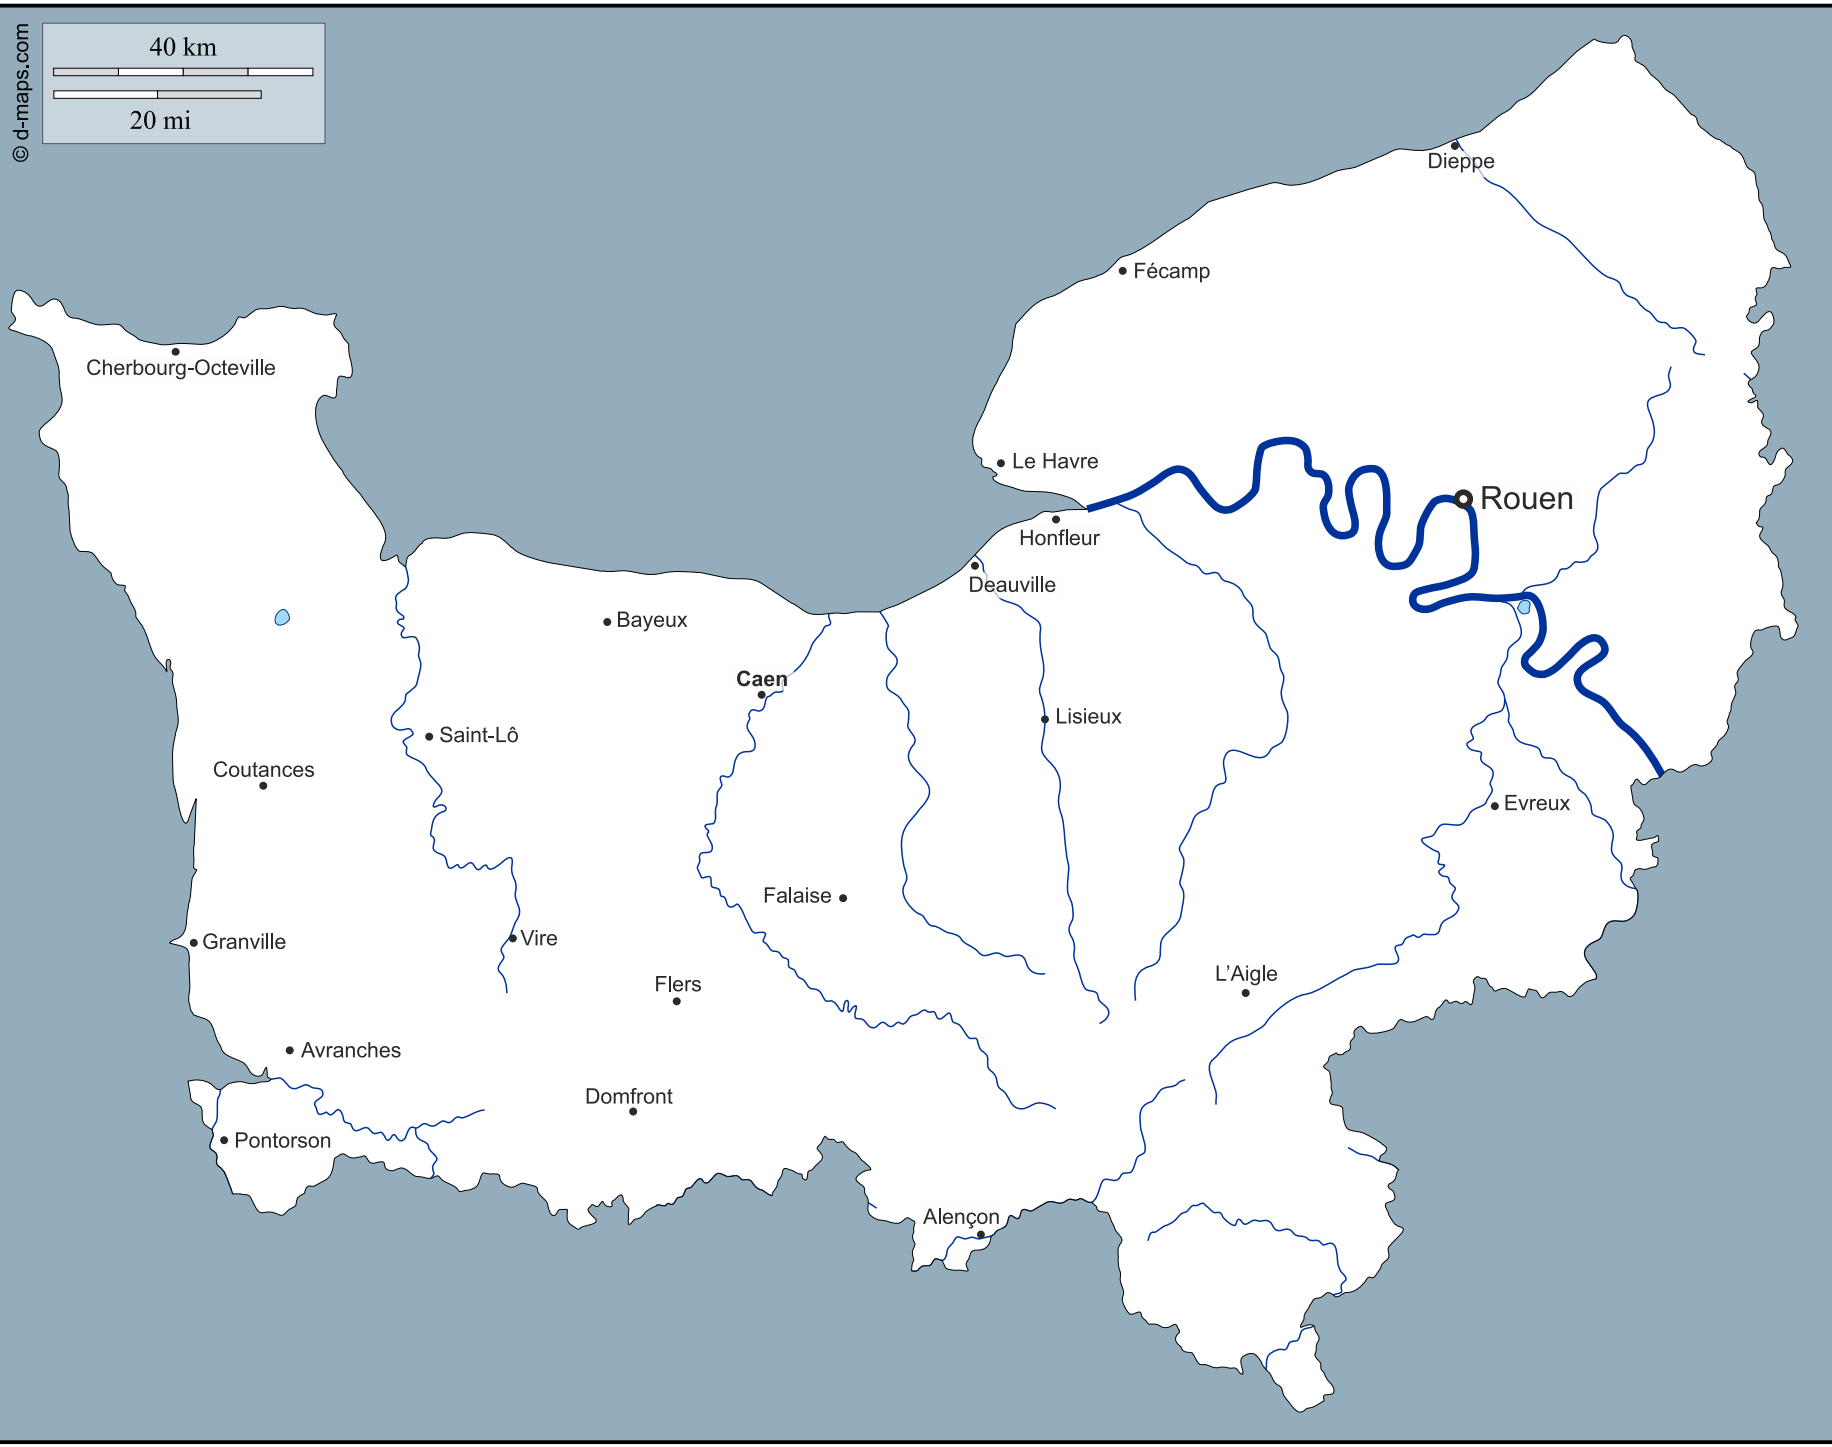 © d-maps.com
40 km
20 mi
Dieppe
Fécamp
Cherbourg-Octeville
Le Havre
Rouen
Honfleur
Deauville
Bayeux
Caen
Lisieux
Saint-Lô
Coutances
Evreux
Falaise
Granville
Vire
L'Aigle
Flers
Avranches
Domfront
Pontorson
Alençon